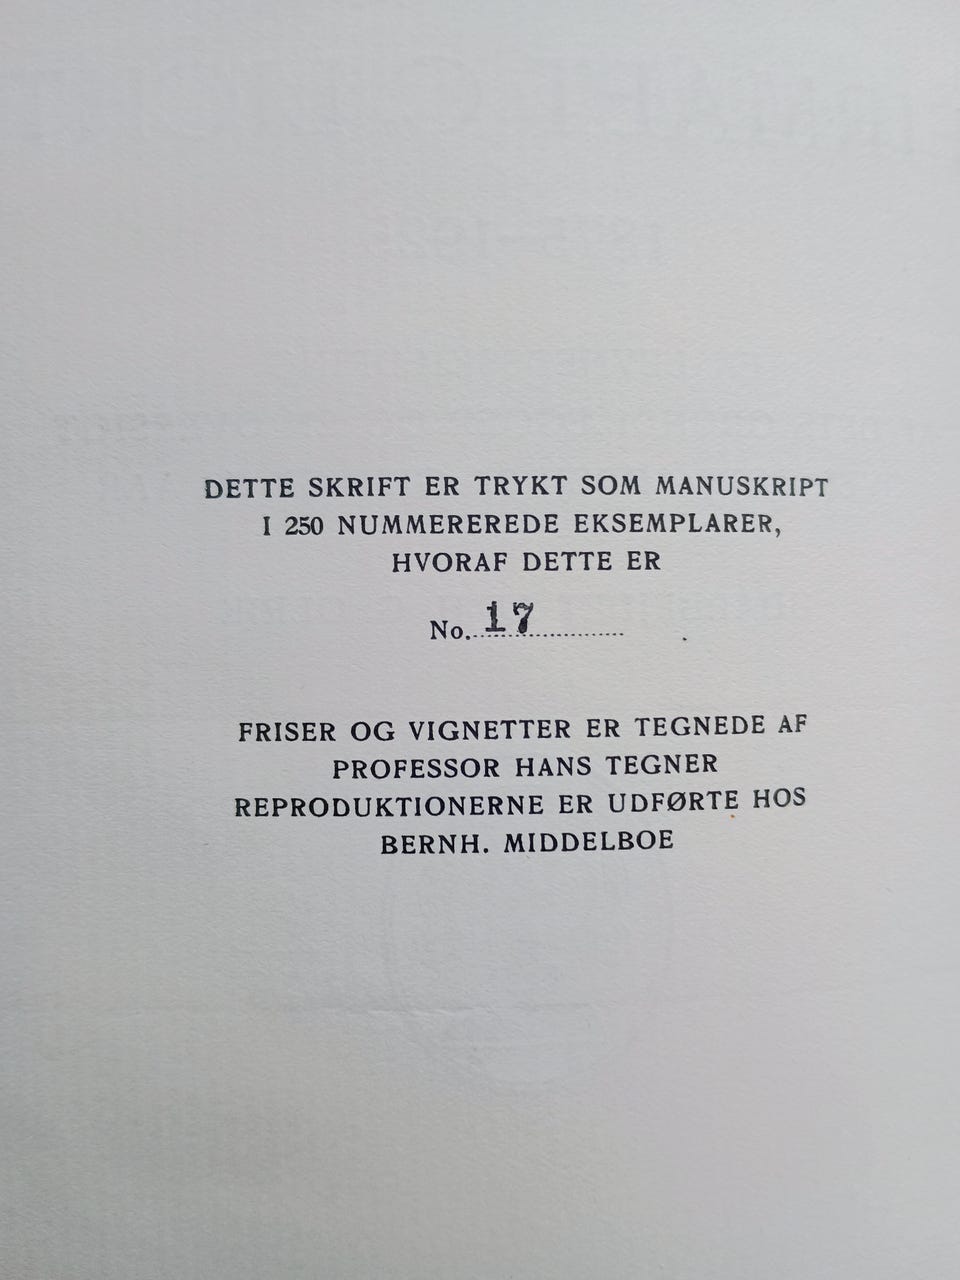 DETTE SKRIFT ER TRYKT SOM MANUSKRIPT
I 250 NUMMEREREDE EKSEMPLARER,
HVORAF DETTE ER
No. 17
FRISER OG VIGNETTER ER TEGNEDE AF
PROFESSOR HANS TEGNER
REPRODUKTIONERNE ER UDFØRTE HOS
BERNH. MIDDELBOE